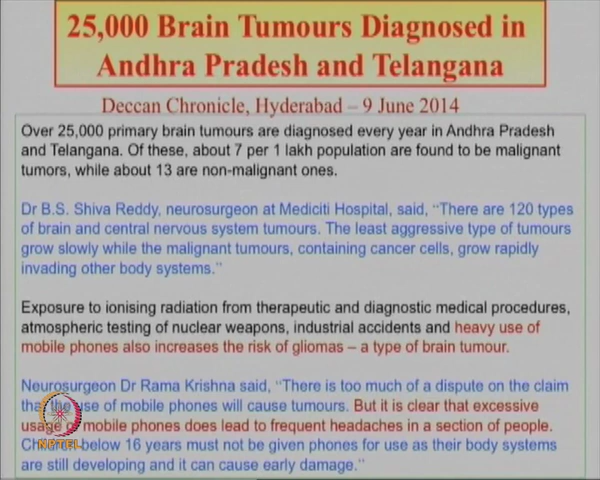 25,000 Brain Tumours Diagnosed in
Andhra Pradesh and Telangana
Deccan Chronicle, Hyderabad – 9 June 2014
Over 25,000 primary brain tumours are diagnosed every year in Andhra Pradesh
and Telangana. Of these, about 7 per 1 lakh population are found to be malignant
tumors, while about 13 are non-malignant ones.
Dr B.S. Shiva Reddy, neurosurgeon at Mediciti Hospital, said, “There are 120 types
of brain and central nervous system tumours. The least aggressive type of tumours
grow slowly while the malignant tumours, containing cancer cells, grow rapidly
invading other body systems.”
Exposure to ionising radiation from therapeutic and diagnostic medical procedures,
atmospheric testing of nuclear weapons, industrial accidents and heavy use of
mobile phones also increases the risk of gliomas – a type of brain tumour.
Neurosurgeon Dr Rama Krishna said, “There is too much of a dispute on the claim
that the use of mobile phones will cause tumours. But it is clear that excessive
usage of mobile phones does lead to frequent headaches in a section of people.
Children below 16 years must not be given phones for use as their body systems
are still developing and it can cause early damage.”
NPTEL